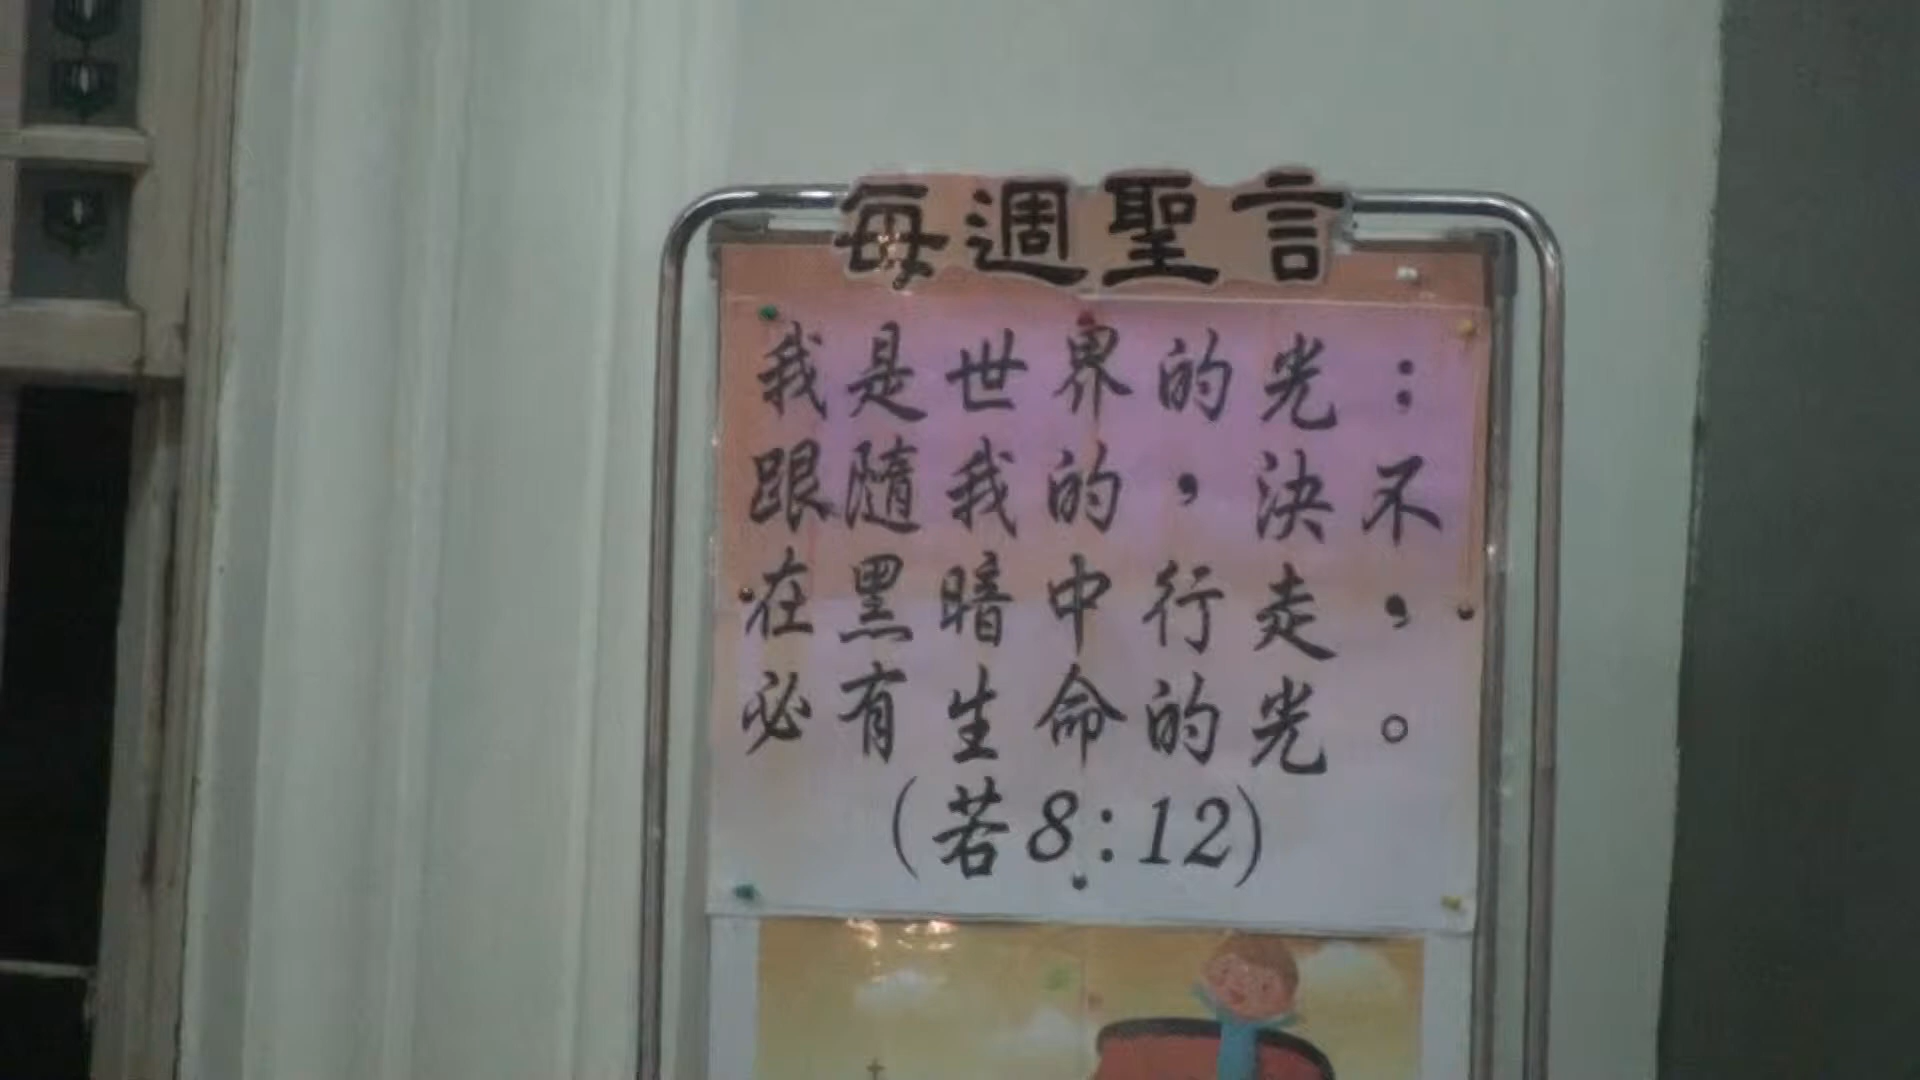 每週聖言
我是世界的光：
跟隨我的，決不
在黑暗中行走，
必有生命的光。
(若8:12)